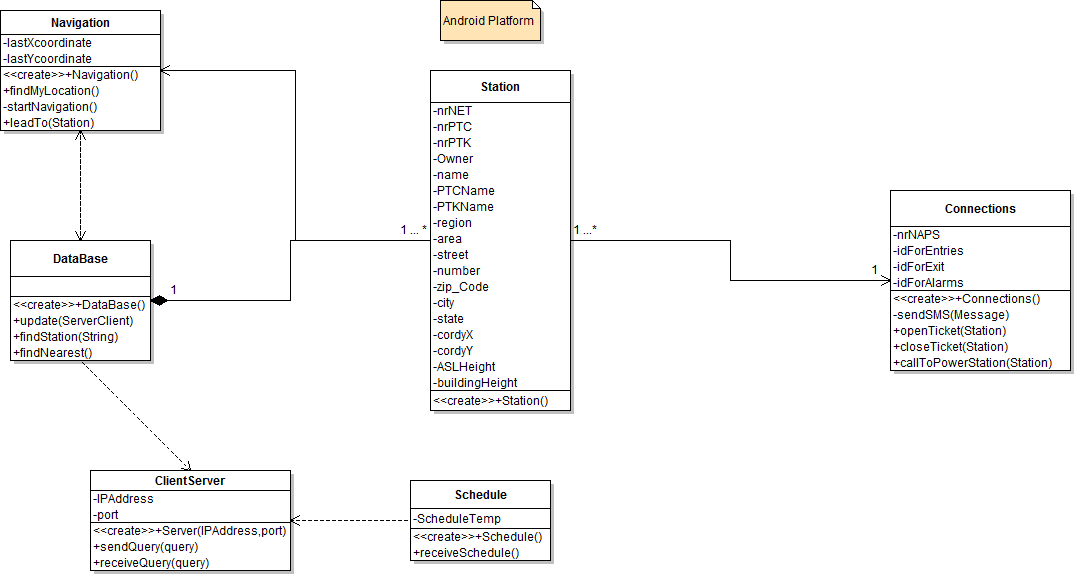 Android Platform
Navigation
-lastXcoordinate
-lastYcoordinate
<<create>>+Navigation()
+findMyLocation()
-startNavigation()
+leadTo(Station)
Station
-nrNET
-nrPTC
-nrPTK
-Owner
-name
-PTCName
-PTKName
-region
-area
-street
-number
-zip_Code
-city
-state
-cordyX
-cordyY
-ASLHeight
-buildingHeight
<<create>>+Station()
1 ... *
1 ...*
1
Connections
-nrNAPS
-idForEntries
-idForExit
-idForAlarms
<<create>>+Connections()
-sendSMS(Message)
+openTicket(Station)
+closeTicket(Station)
+callToPowerStation(Station)
DataBase
<<create>>+DataBase()
+update(ServerClient)
+findStation(String)
+findNearest()
1
ClientServer
-IPAddress
-port
<<create>>+Server(IPAddress,port)
+sendQuery(query)
+receiveQuery(query)
Schedule
-ScheduleTemp
<<create>>+Schedule()
+receiveSchedule()